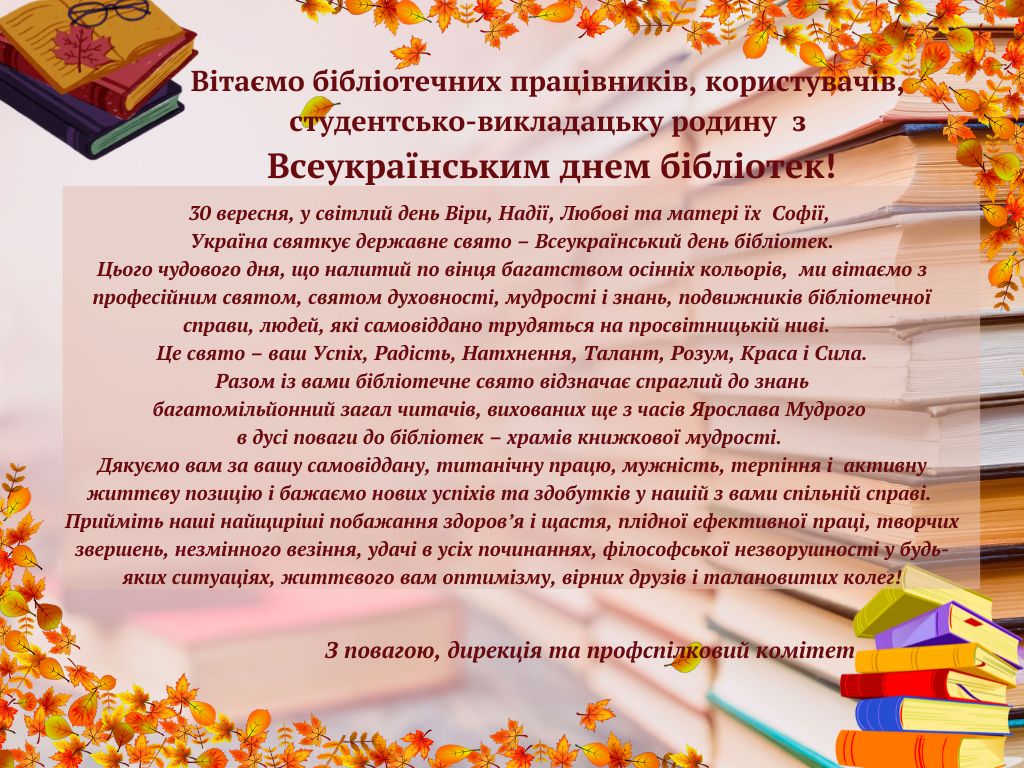 Вітаємо бібліотечних працівників, користувачів,
студентсько-викладацьку родину з
Всеукраїнським днем бібліотек!
30 вересня, у світлий день Віри, Надії, Любові та матері їх Софії,
Україна святкує державне свято – Всеукраїнський день бібліотек.
Цього чудового дня, що налитий по вінця багатством осінніх кольорів, ми вітаємо з
професійним святом, святом духовності, мудрості і знань, подвижників бібліотечної
справи, людей, які самовіддано трудяться на просвітницькій ниві.
Це свято – ваш Успіх, Радість, Натхнення, Талант, Розум, Краса і Сила.
Разом із вами бібліотечне свято відзначає спраглий до знань
багатомільйонний загал читачів, вихованих ще з часів Ярослава Мудрого
в дусі поваги до бібліотек – храмів книжкової мудрості.
Дякуємо вам за вашу самовіддану, титанічну працю, мужність, терпіння і активну
життєву позицію і бажаємо нових успіхів та здобутків у нашій з вами спільній справі.
Прийміть наші найщиріші побажання здоров’я і щастя, плідної ефективної праці, творчих
звершень, незмінного везіння, удачі в усіх починаннях, філософської незворушності у будь-
яких ситуаціях, життєвого вам оптимізму, вірних друзів і талановитих колег!
З повагою, дирекція та профспілковий комітет